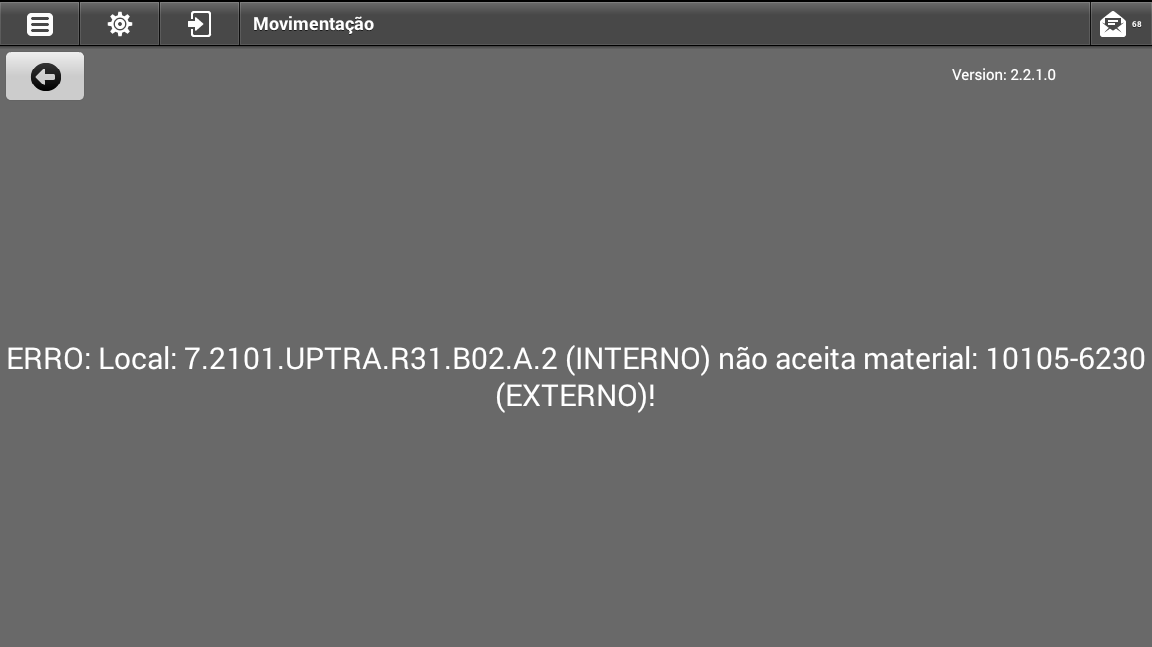 Movimentação
68
Version: 2.2.1.0
ERRO: Local: 7.2101.UPTRA.R31.B02.A.2 (INTERNO) não aceita material: 10105-6230
(EXTERNO)!